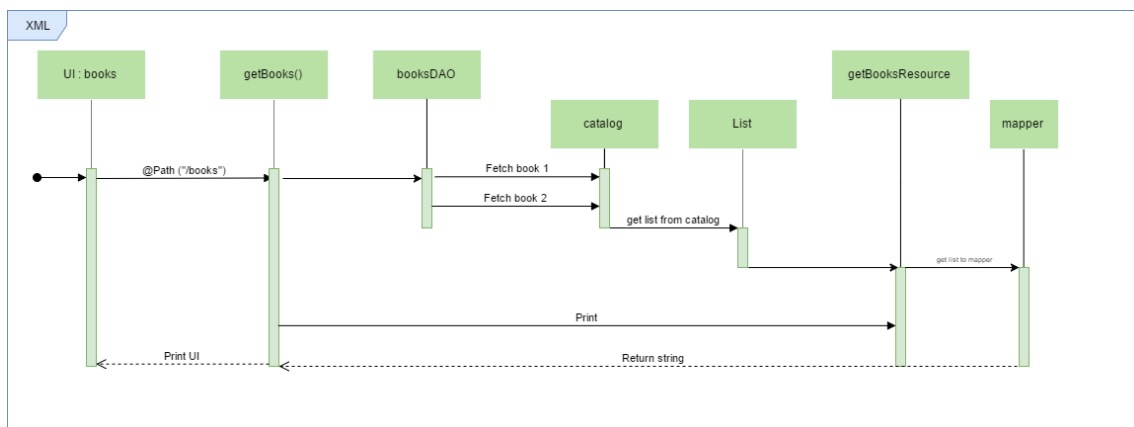 XML
UI : books
getBooks()
booksDAO
getBooksResource
catalog
List
mapper
@Path ("/books")
Fetch book 1
Fetch book 2
get list from catalog
get list to mapper
Print
Print UI
Return string